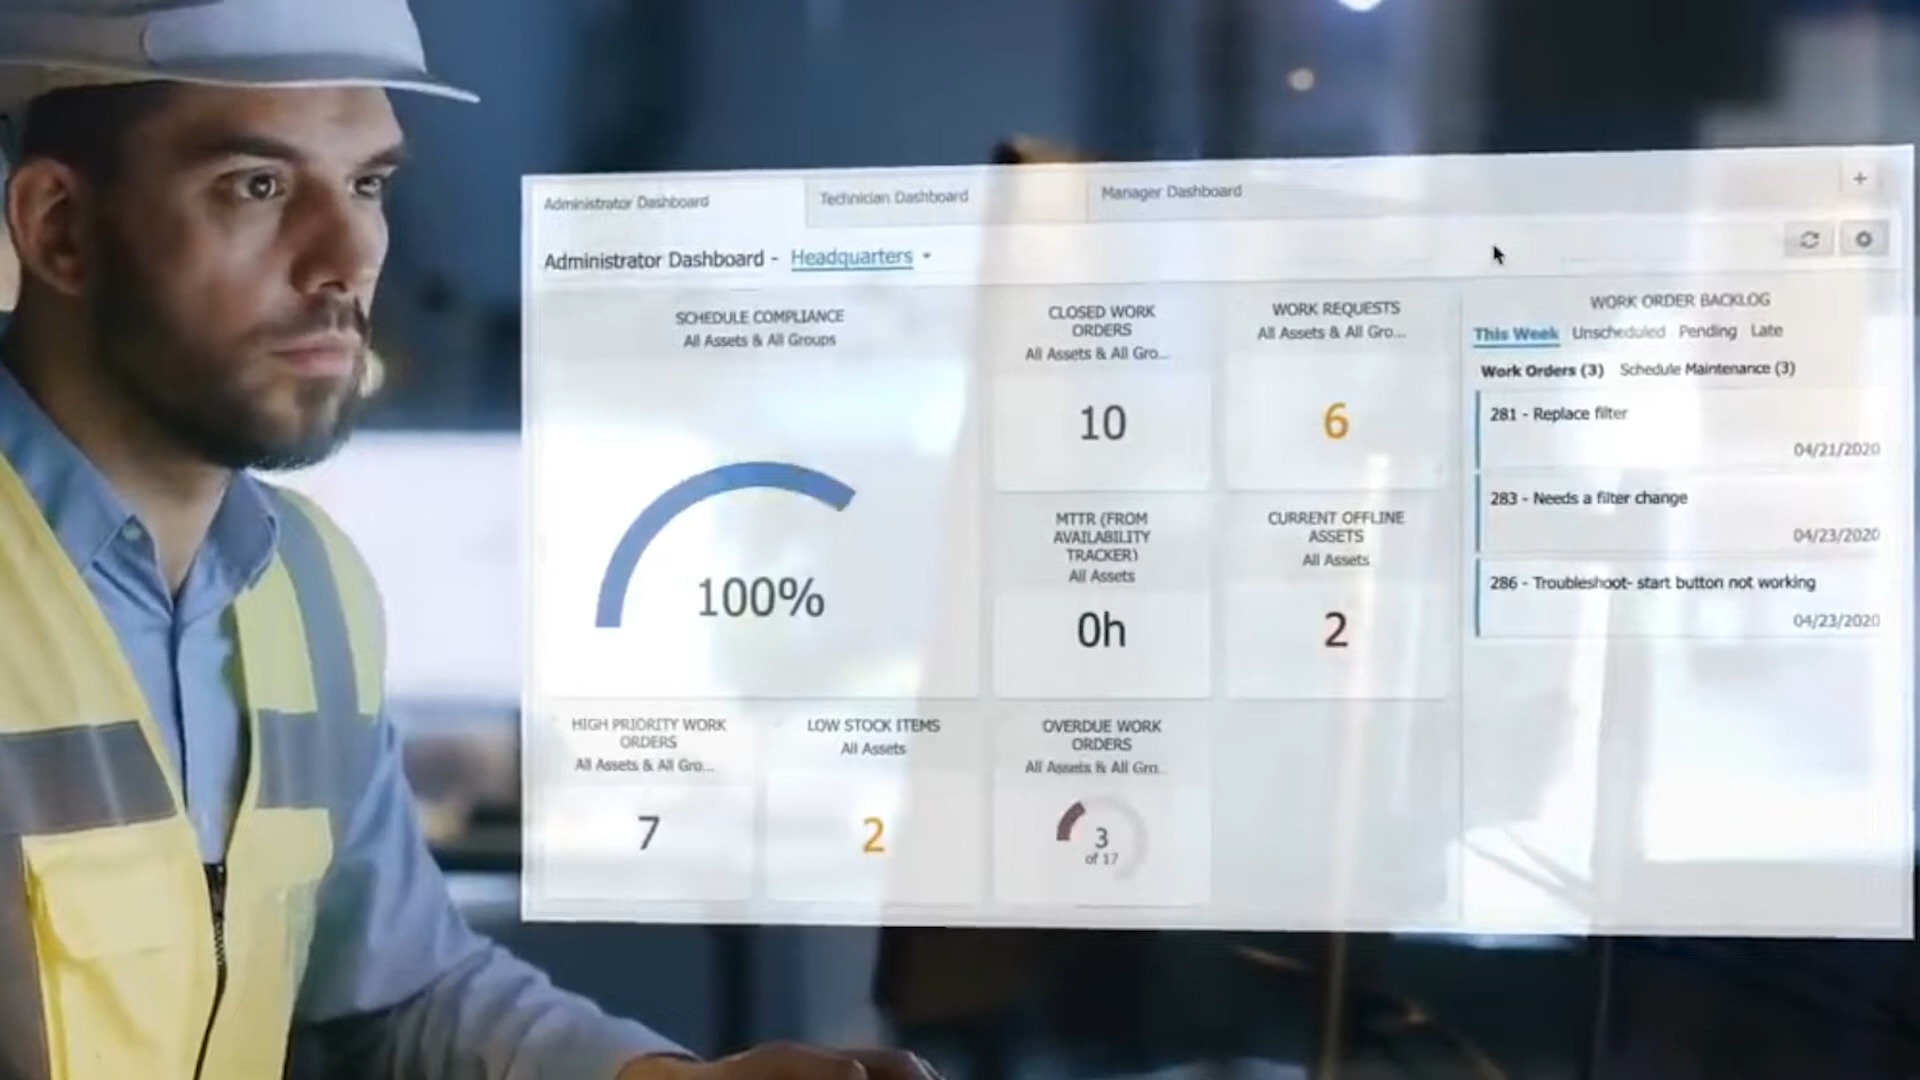 Administrator Dashboard
Technician Dashboard
Manager Dashboard
+
Administrator Dashboard - Headquarters
SCHEDULE COMPLIANCE
All Assets & All Groups
100%
CLOSED WORK
ORDERS
All Assets & All Gro...
10
WORK REQUESTS
All Assets & All Gro...
6
MTTR (FROM
AVAILABILITY
TRACKER)
All Assets
0h
CURRENT OFFLINE
ASSETS
All Assets
2
HIGH PRIORITY WORK
ORDERS
All Assets & All Gro...
7
LOW STOCK ITEMS
All Assets
2
OVERDUE WORK
ORDERS
All Assets & All Gro...
3
of 17
WORK ORDER BACKLOG
This Week Unscheduled Pending Late
Work Orders (3) Schedule Maintenance (3)
281 - Replace filter
04/21/2020
283 - Needs a filter change
04/23/2020
286 - Troubleshoot- start button not working
04/23/2020